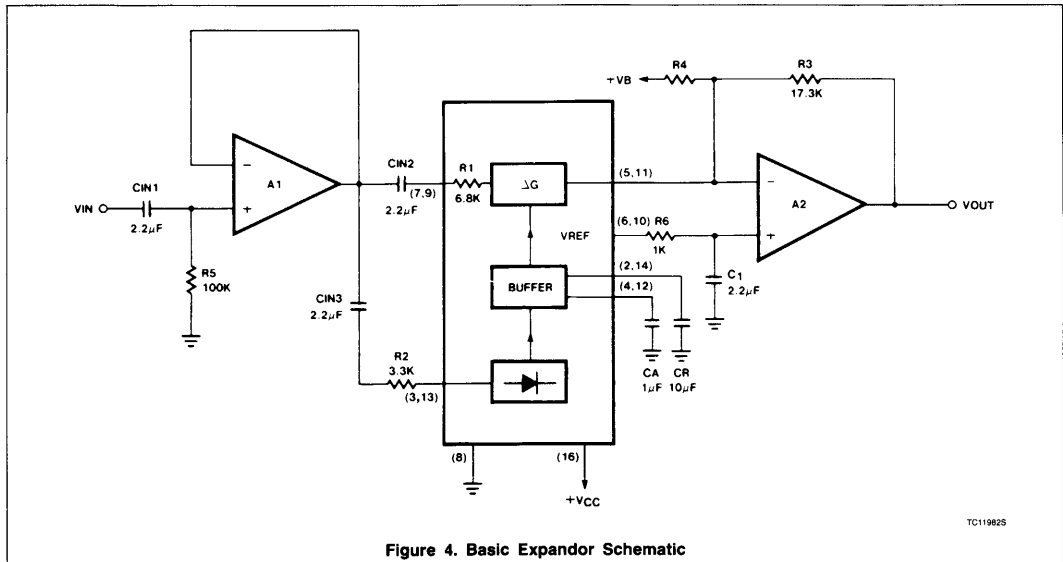 R4
R3
+VB
17.3K
CIN2
R1
(7,9)
6.8K
2.2μF
ΔG
(5,11)
−
A1
+
CIN1
VIN
2.2μF
−
A2
+
VOUT
(6,10)
R6
VREF
1K
R5
100K
BUFFER
(2,14)
(4,12)
C1
2.2μF
CIN3
2.2μF
R2
3.3K
(3,13)
CA
1μF
CR
10μF
(8)
(16)
+VCC
TC11982S
Figure 4. Basic Expandor Schematic